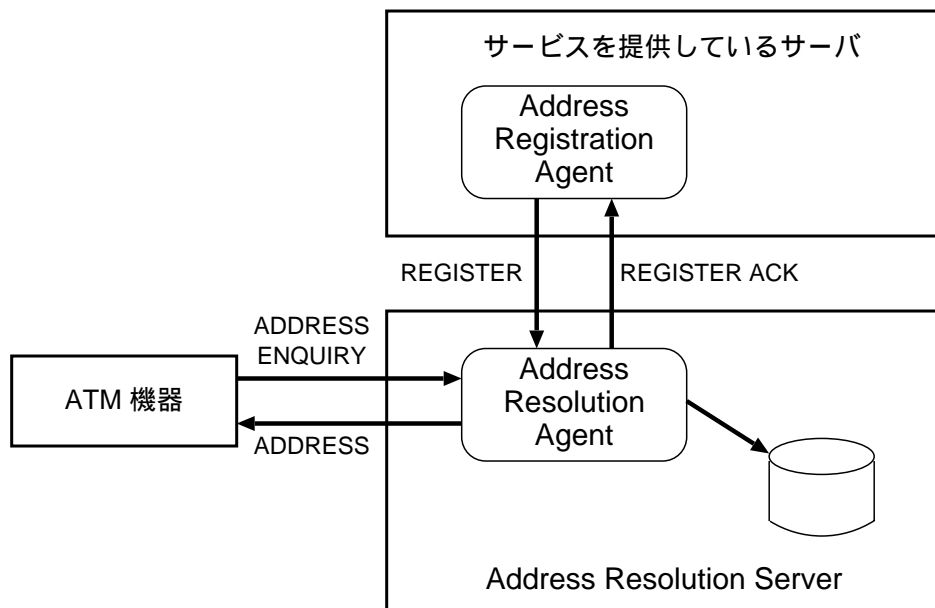 サービスを提供しているサーバ
Address
Registration
Agent
REGISTER
REGISTER ACK
ADDRESS
ENQUIRY
ATM 機器
ADDRESS
Address
Resolution
Agent
Address Resolution Server